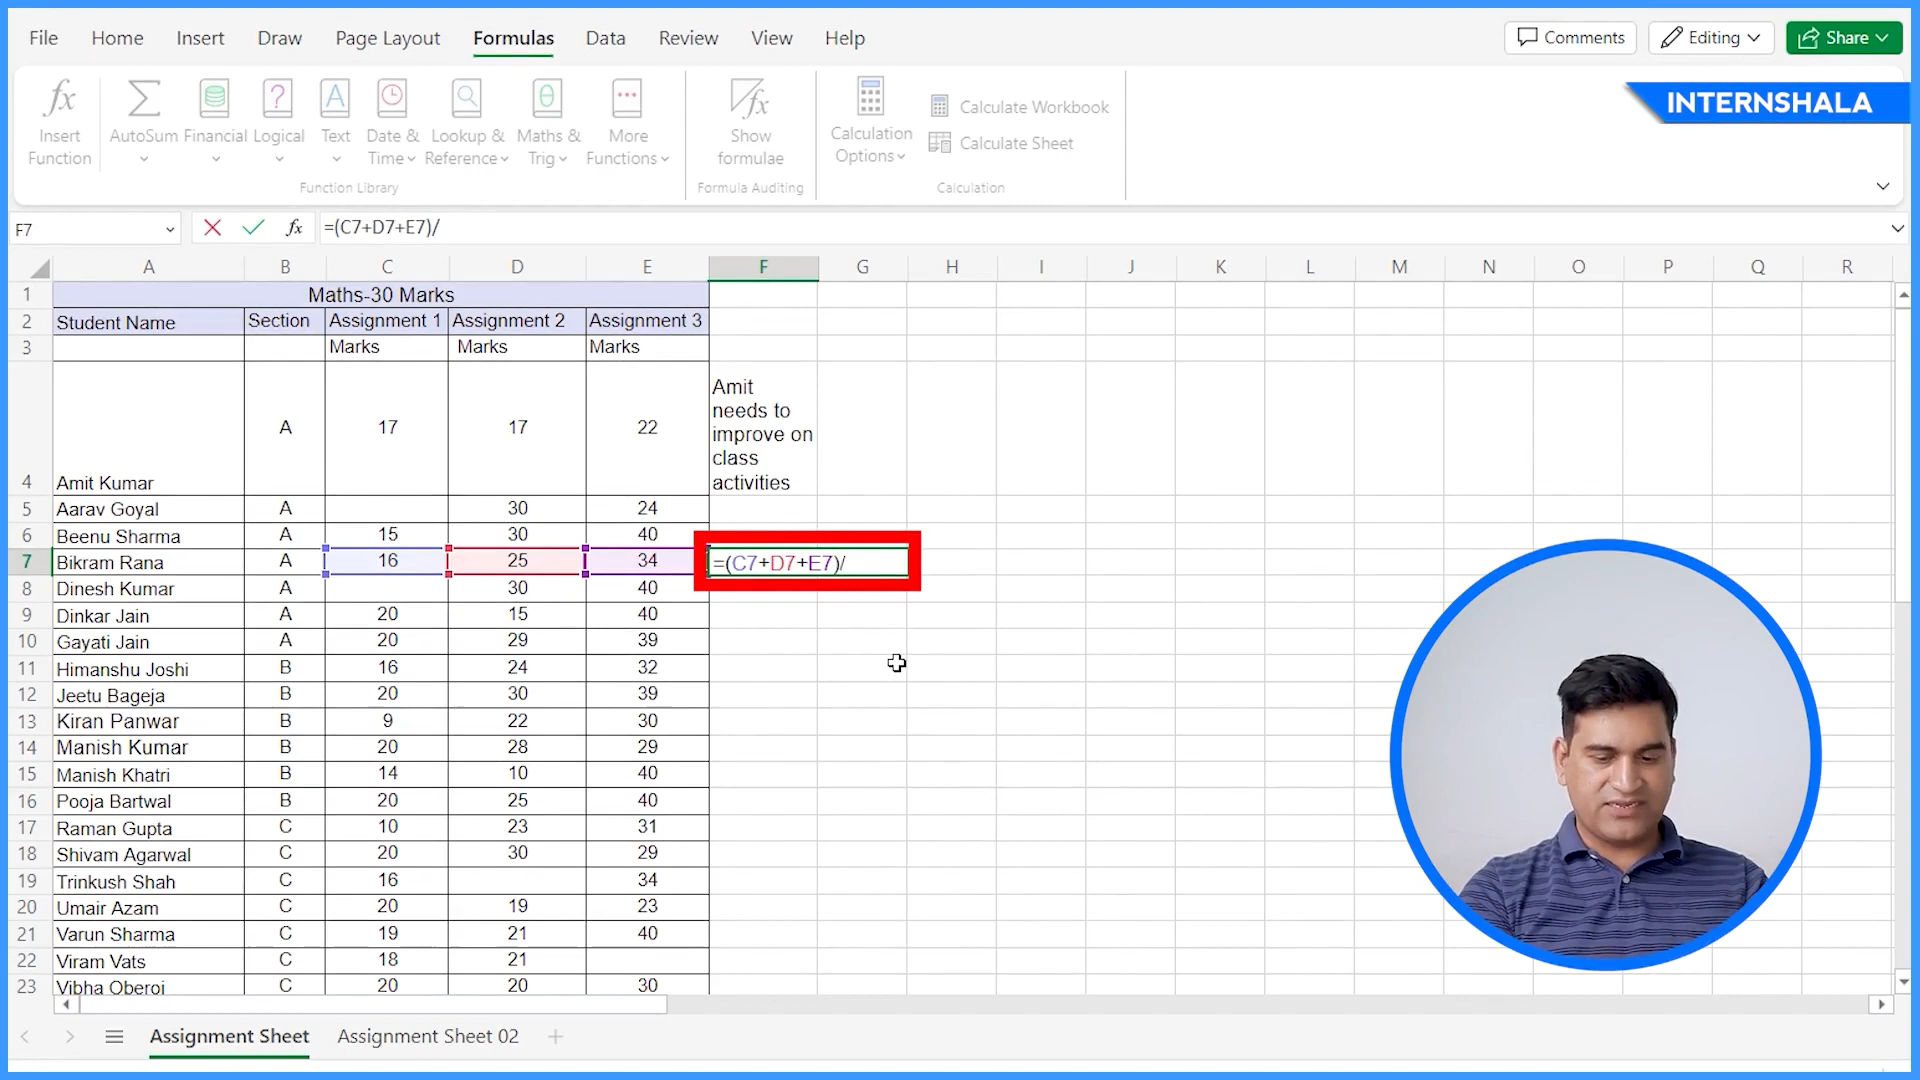 File Home Insert Draw Page Layout Formulas Data Review View Help Comments Editing Share
INTERNSHALA
Insert Function
AutoSum
Financial
Logical
Text
Date & Time
Lookup & Reference
Maths & Trig
More Functions
Show formulae
Calculation Options
Calculate Workbook
Calculate Sheet
Function Library
Formula Auditing
Calculation
F7 fx =(C7+D7+E7)/
A B C D E F G H I J K L M N O P Q R
1 Maths-30 Marks
2 Student Name Section Assignment 1 Assignment 2 Assignment 3
3 Marks Marks Marks
4 Amit Kumar A 17 17 22
Amit
needs to
improve on
class
activities
5 Aarav Goyal A 30 24
6 Beenu Sharma A 15 30 40
7 Bikram Rana A 16 25 34 =(C7+D7+E7)/
8 Dinesh Kumar A 30 40
9 Dinkar Jain A 20 15 40
10 Gayati Jain A 20 29 39
11 Himanshu Joshi B 16 24 32
12 Jeetu Bageja B 20 30 39
13 Kiran Panwar B 9 22 30
14 Manish Kumar B 20 28 29
15 Manish Khatri B 14 10 40
16 Pooja Bartwal B 20 25 40
17 Raman Gupta C 10 23 31
18 Shivam Agarwal C 20 30 29
19 Trinkush Shah C 16 34
20 Umair Azam C 20 19 23
21 Varun Sharma C 19 21 40
22 Viram Vats C 18 21
23 Vibha Oberoi C 20 20 30
Assignment Sheet Assignment Sheet 02